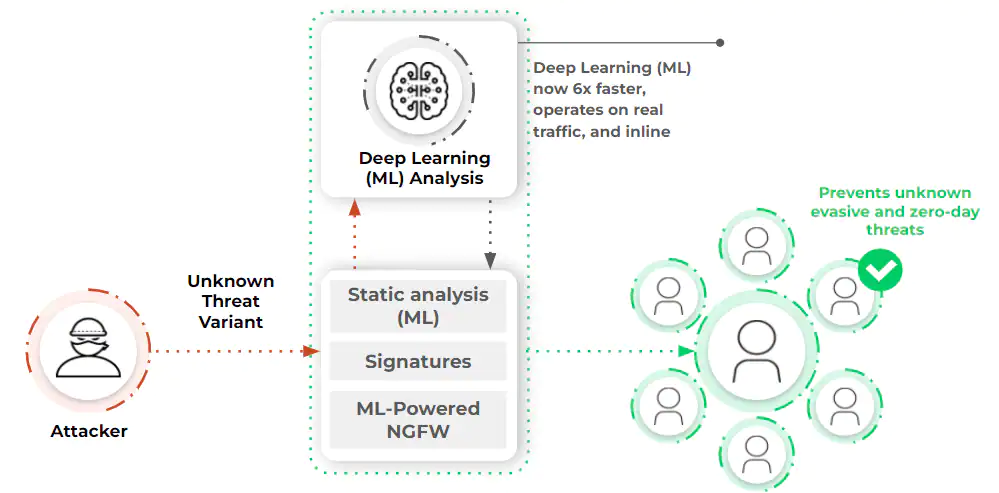 Deep Learning (ML)
now 6x faster,
operates on real
traffic, and inline
Deep Learning
(ML) Analysis
Prevents unknown
evasive and zero-day
threats
Unknown
Threat
Variant
Static analysis
(ML)
Signatures
ML-Powered
NGFW
Attacker